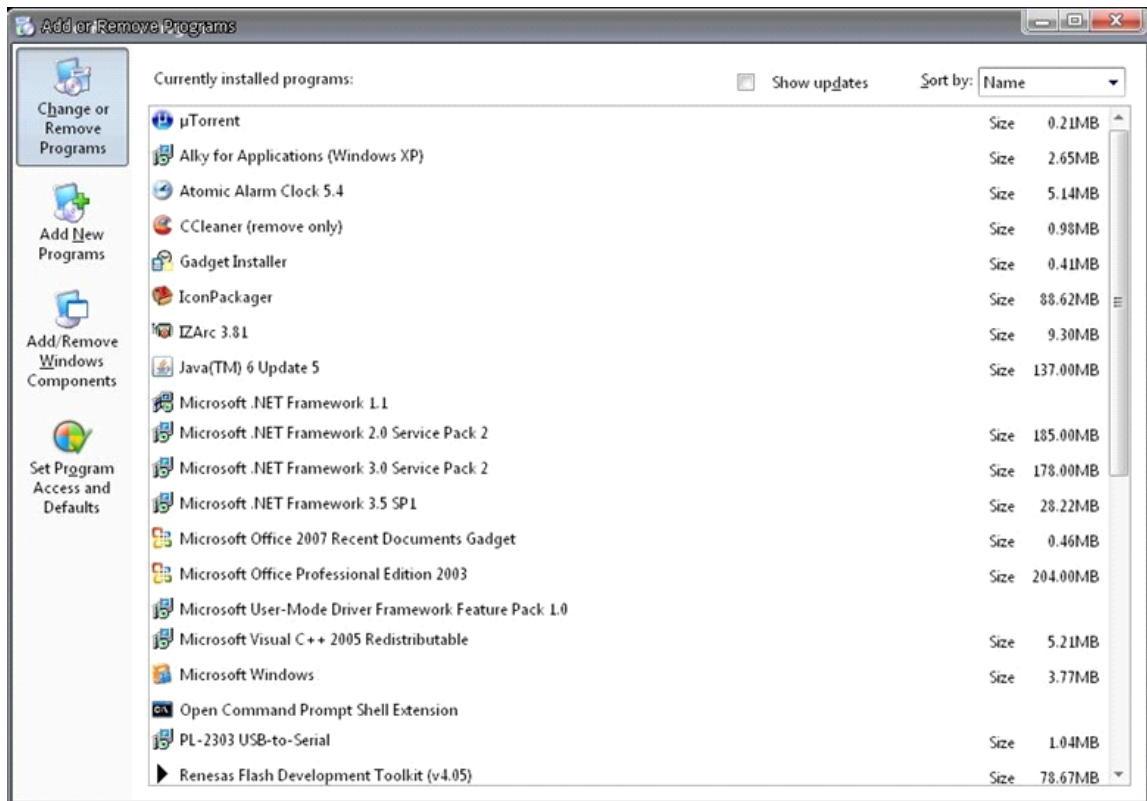 Add or Remove Programs
Change or
Remove
Programs
Add New
Programs
Add/Remove
Windows
Components
Set Program
Access and
Defaults
Currently installed programs:
Show updates
Sort by: Name
µTorrent Size 0.21MB
Alky for Applications (Windows XP) Size 2.65MB
Atomic Alarm Clock 5.4 Size 5.14MB
CCleaner (remove only) Size 0.98MB
Gadget Installer Size 0.41MB
IconPackager Size 88.62MB
IZArc 3.81 Size 9.30MB
Java(TM) 6 Update 5 Size 137.00MB
Microsoft .NET Framework 1.1
Microsoft .NET Framework 2.0 Service Pack 2 Size 185.00MB
Microsoft .NET Framework 3.0 Service Pack 2 Size 178.00MB
Microsoft .NET Framework 3.5 SP1 Size 28.22MB
Microsoft Office 2007 Recent Documents Gadget Size 0.46MB
Microsoft Office Professional Edition 2003 Size 204.00MB
Microsoft User-Mode Driver Framework Feature Pack 1.0
Microsoft Visual C++ 2005 Redistributable Size 5.21MB
Microsoft Windows Size 3.77MB
Open Command Prompt Shell Extension
PL-2303 USB-to-Serial Size 1.04MB
Renesas Flash Development Toolkit (v4.05) Size 78.67MB